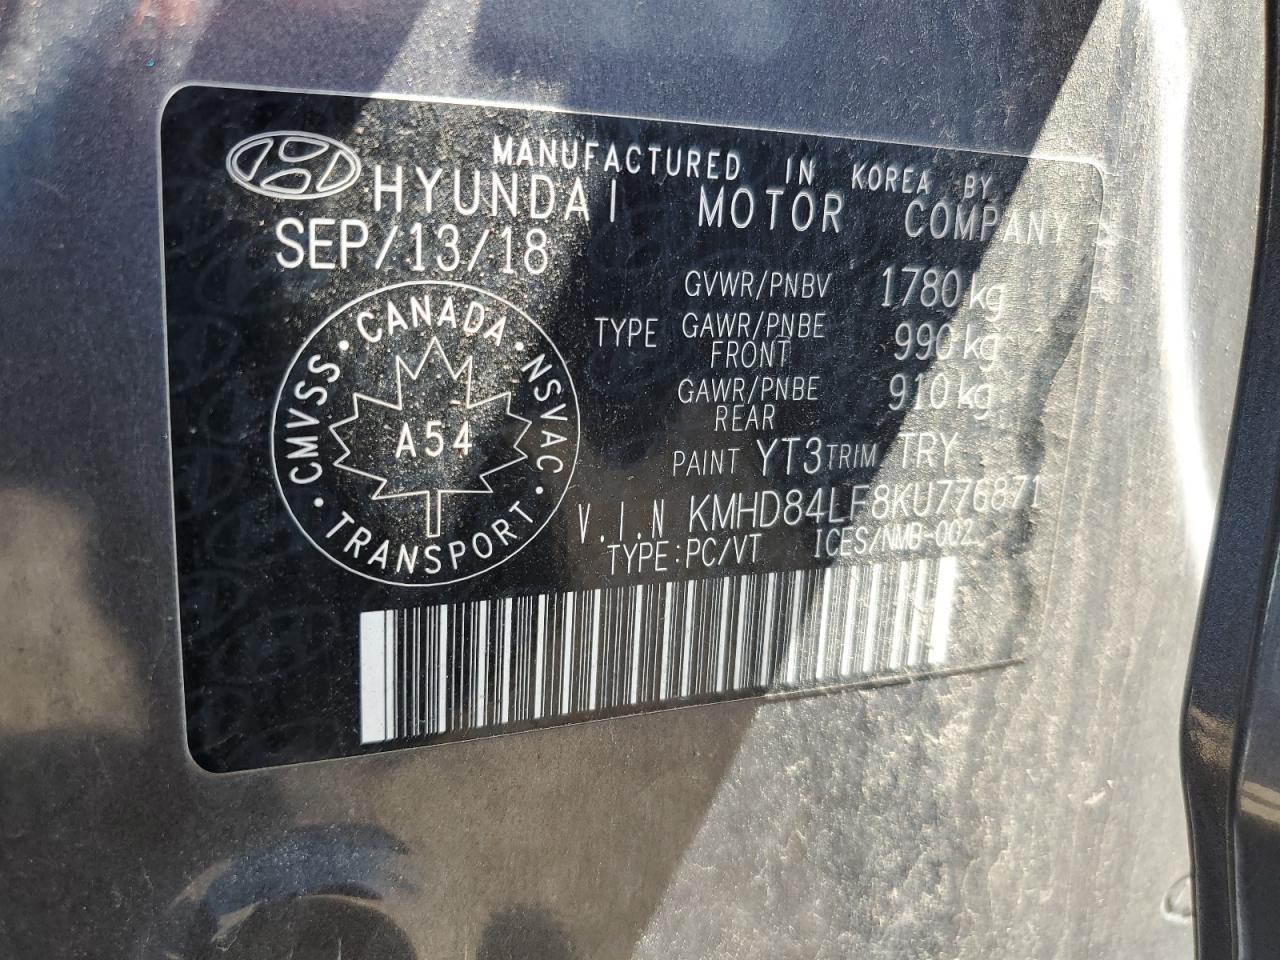 MANUFACTURED IN KOREA BY
HYUNDAI MOTOR COMPANY
SEP/13/18
GVWR/PNBV 1780 kg
TYPE GAWR/PNBE FRONT 990 kg
GAWR/PNBE REAR 910 kg
PAINT YT3 TRIM TRY
V.I.N KMHD84LF8KU776871
TYPE:PC/VT ICES/NMB-002
CMVSS · CANADA · NSVAC · TRANSPORT ·
A54